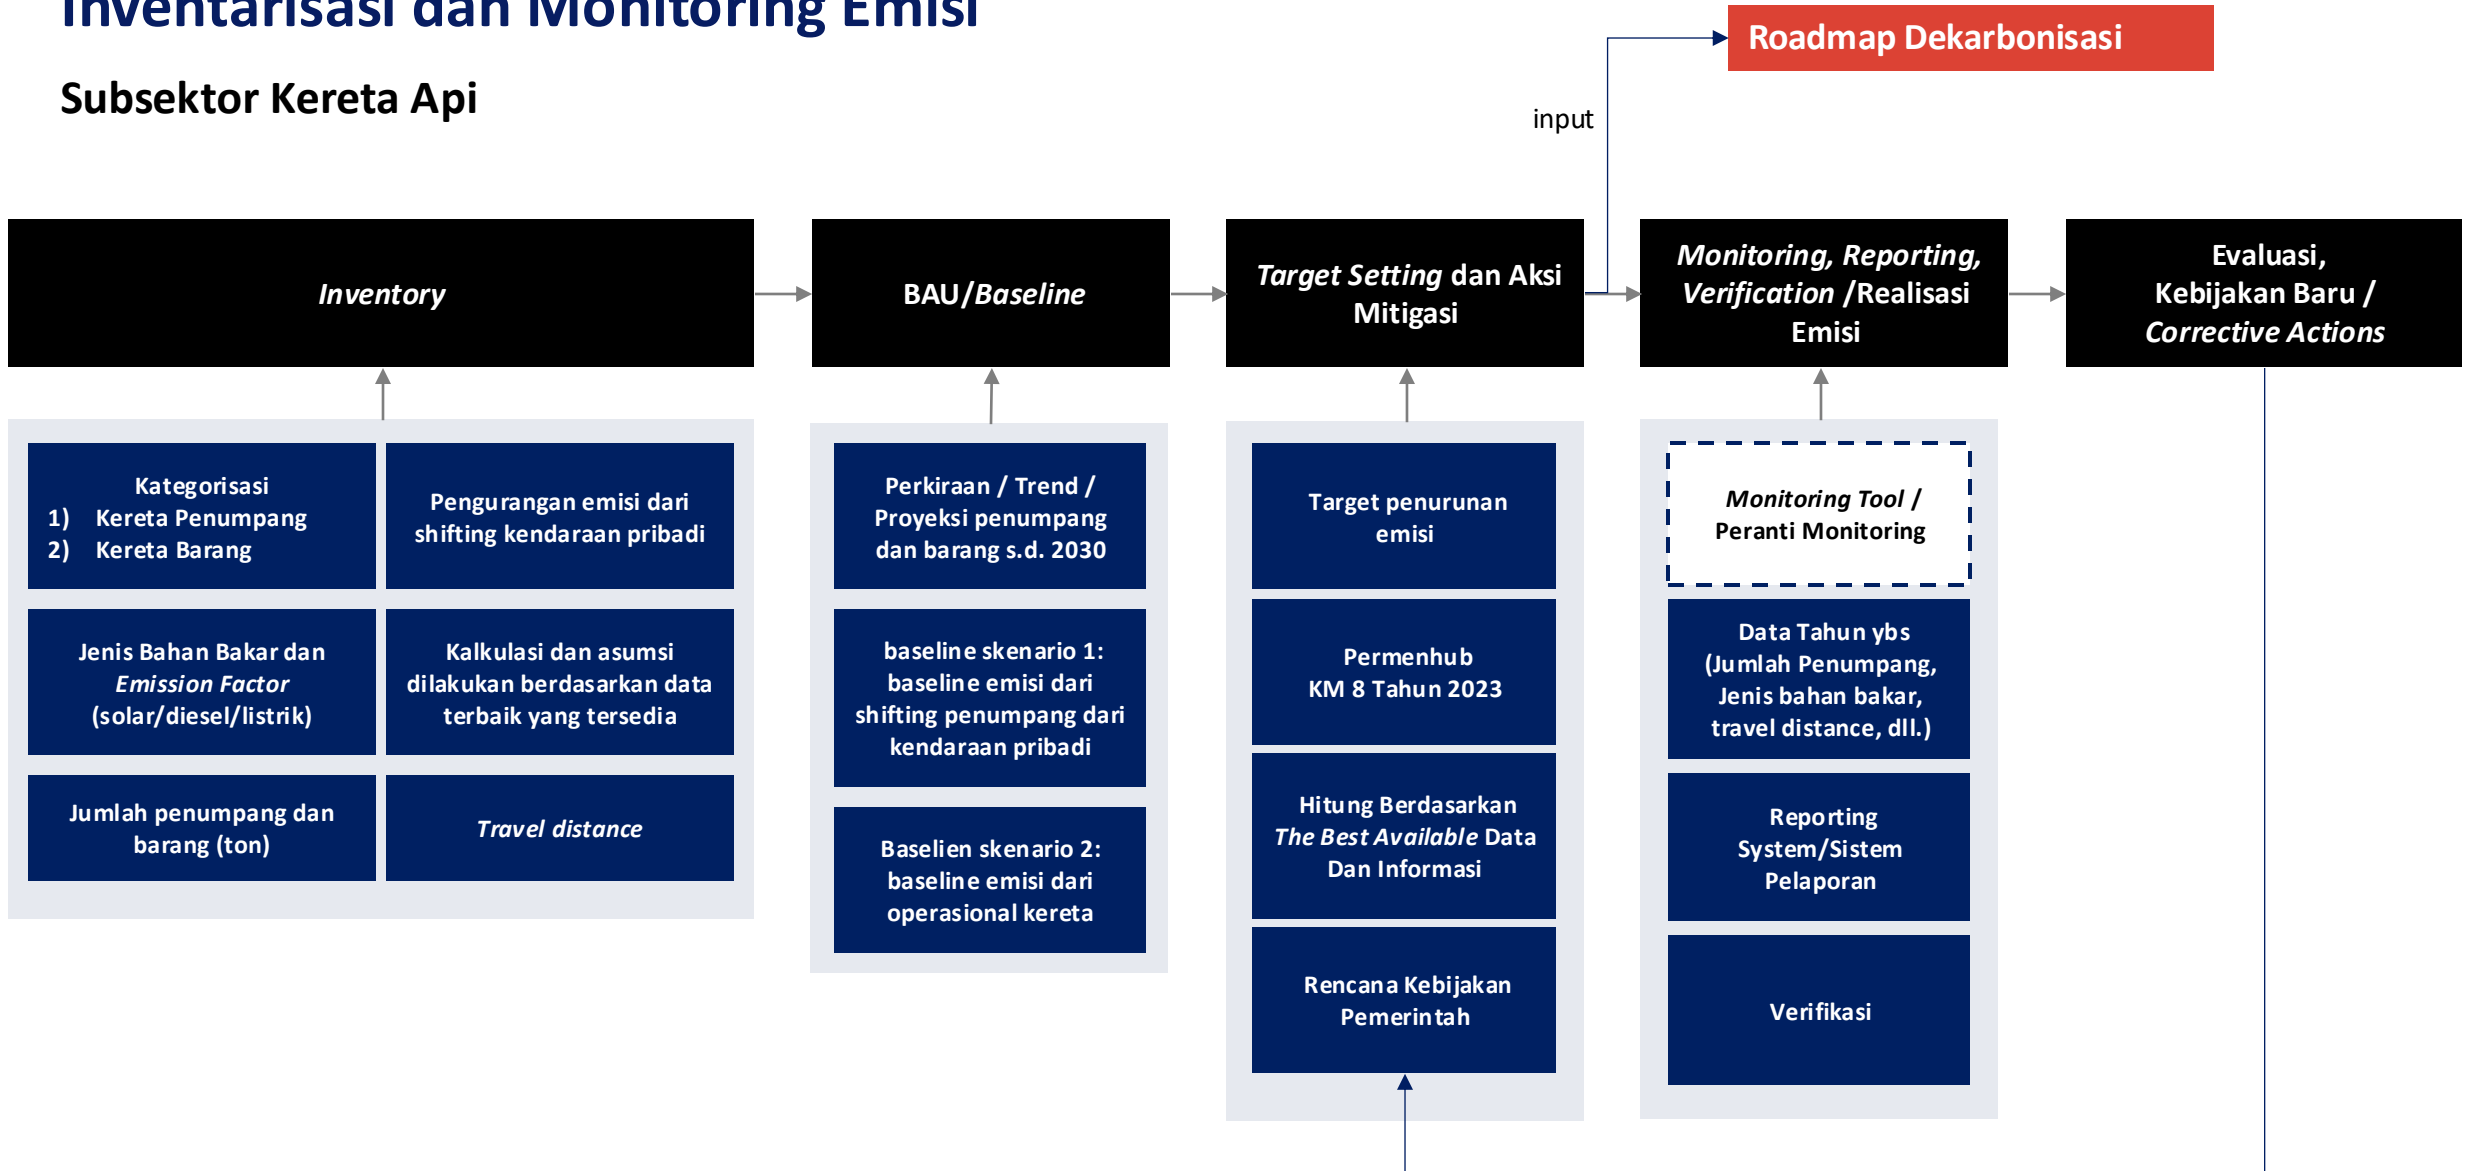 Inventarisasi dan Monitoring Emisi
Subsektor Kereta Api
Roadmap Dekarbonisasi
input
Inventory
BAU/Baseline
Target Setting dan Aksi
Mitigasi
Monitoring, Reporting,
Verification /Realisasi
Emisi
Evaluasi,
Kebijakan Baru /
Corrective Actions
Kategorisasi
1) Kereta Penumpang
2) Kereta Barang
Pengurangan emisi dari
shifting kendaraan pribadi
Jenis Bahan Bakar dan
Emission Factor
(solar/diesel/listrik)
Kalkulasi dan asumsi
dilakukan berdasarkan data
terbaik yang tersedia
Jumlah penumpang dan
barang (ton)
Travel distance
Perkiraan / Trend /
Proyeksi penumpang
dan barang s.d. 2030
baseline skenario 1:
baseline emisi dari
shifting penumpang dari
kendaraan pribadi
Baselien skenario 2:
baseline emisi dari
operasional kereta
Target penurunan
emisi
Permenhub
KM 8 Tahun 2023
Hitung Berdasarkan
The Best Available Data
Dan Informasi
Rencana Kebijakan
Pemerintah
Monitoring Tool /
Peranti Monitoring
Data Tahun ybs
(Jumlah Penumpang,
Jenis bahan bakar,
travel distance, dll.)
Reporting
System/Sistem
Pelaporan
Verifikasi